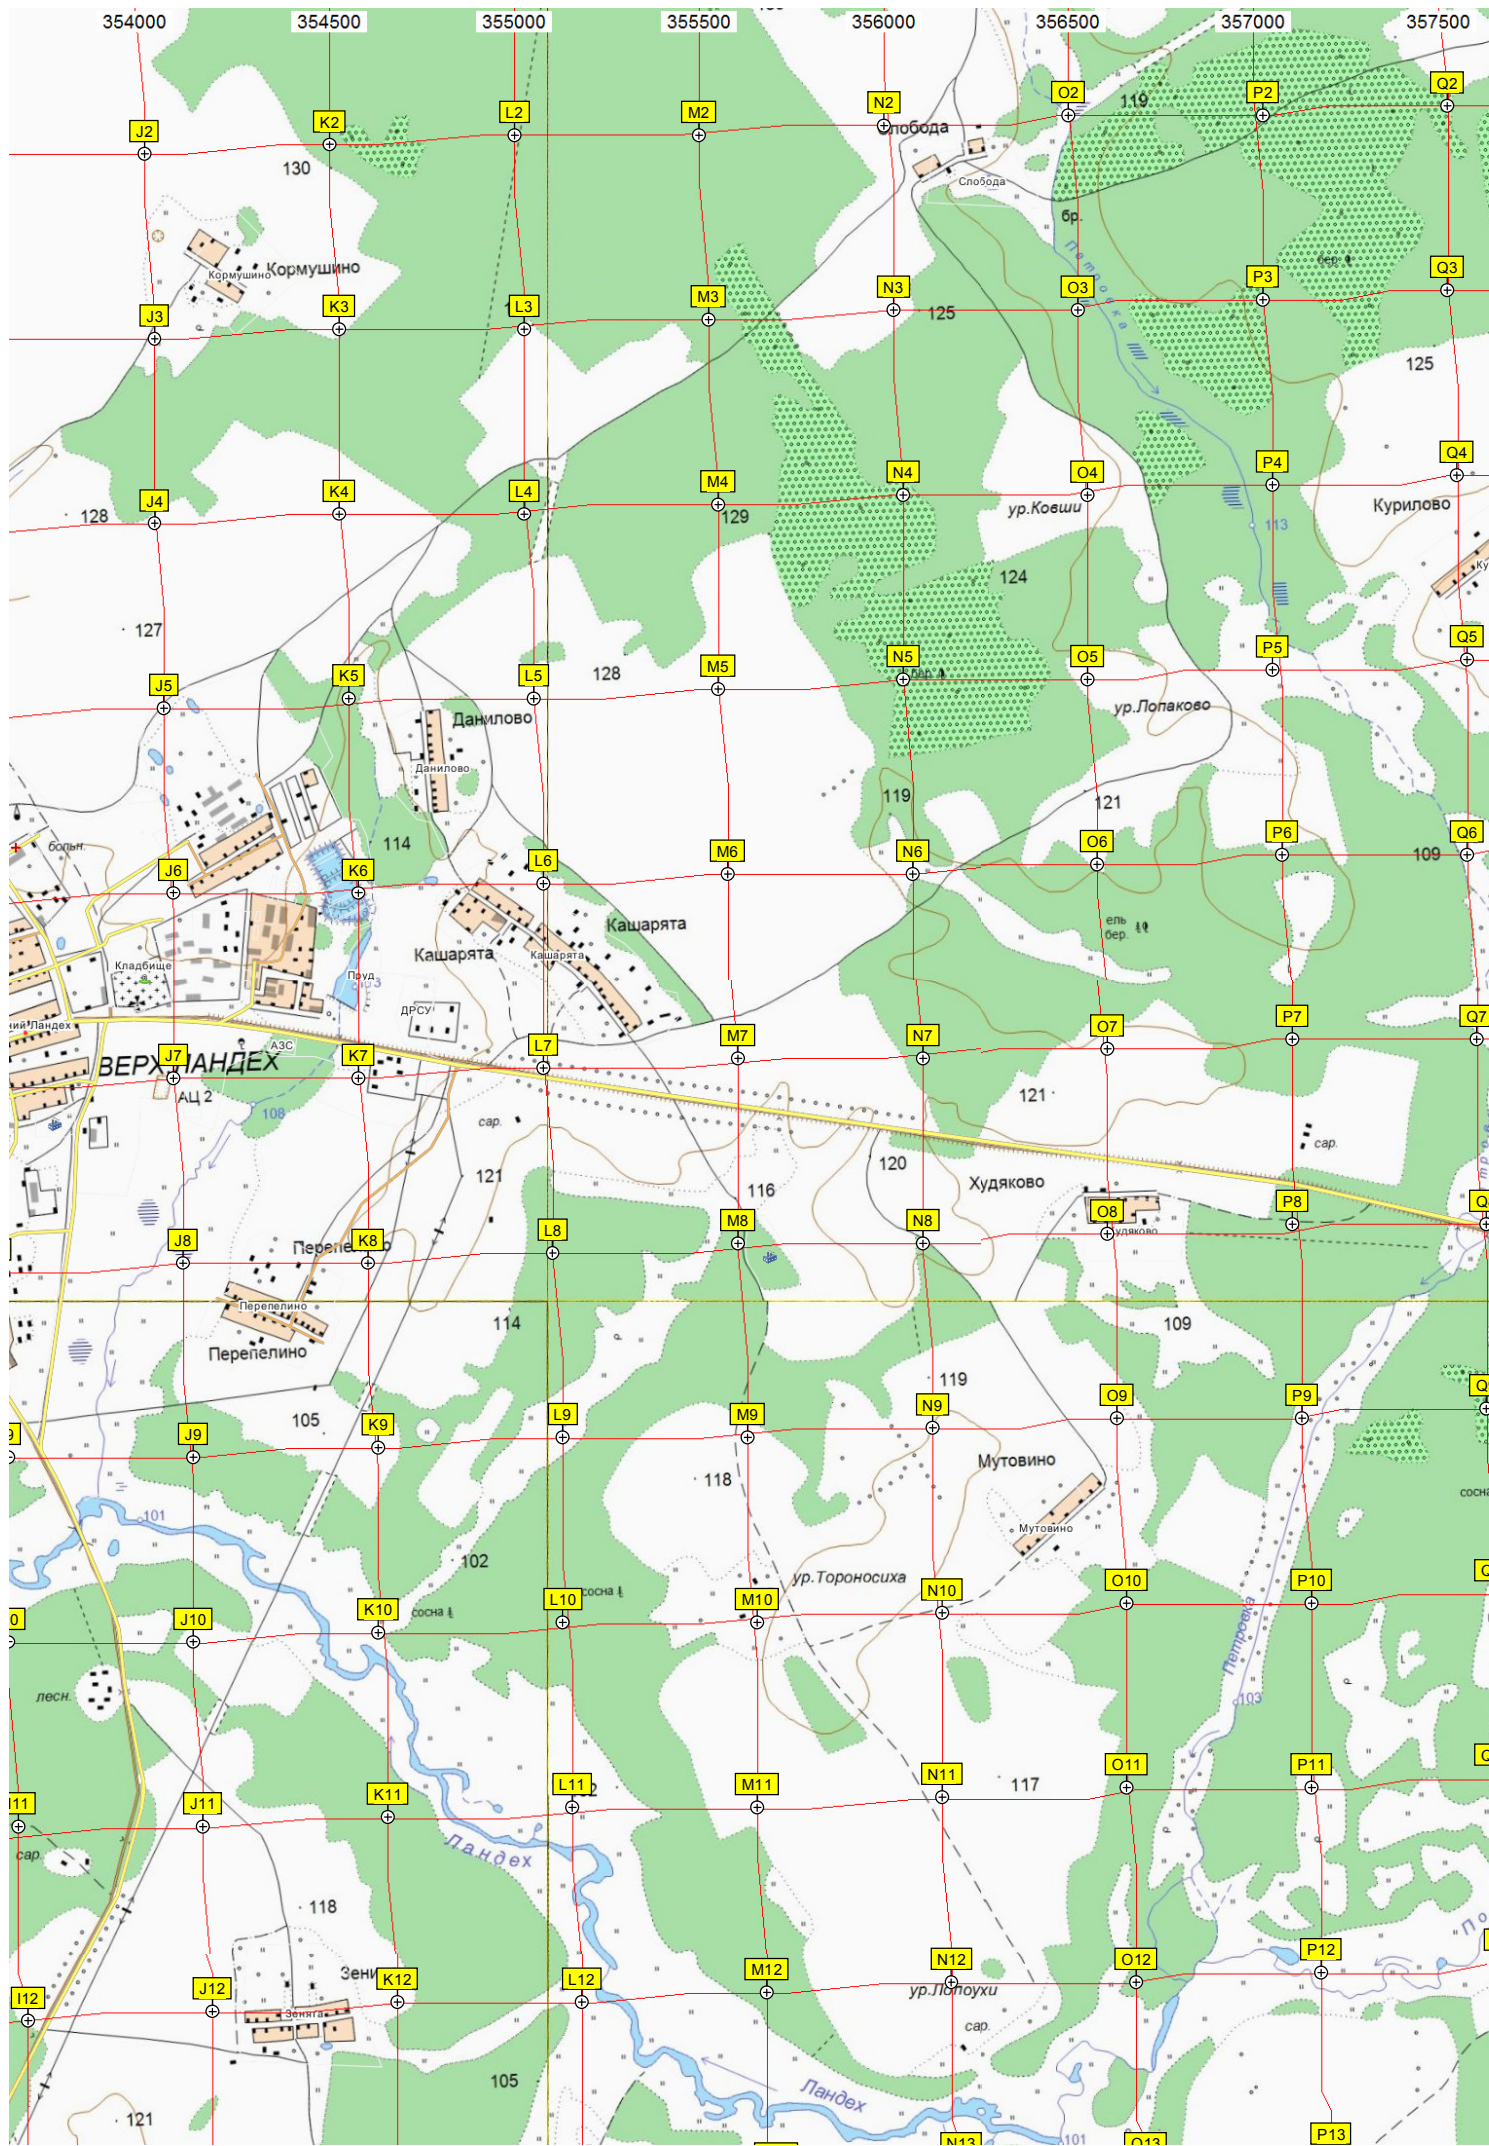 354000 354500 355000 355500 356000 356500 357000 357500
J2 K2 L2 M2 N2 O2 P2 Q2
119
130
Слобода
бр.
Петровка
Кормушино
Кормушино
бер.
J3 K3 L3 M3 N3 O3 P3 Q3
125
125
J4 K4 L4 M4 N4 O4 P4 Q4
128
129
ур.Ковши
113
Курилово
124
127
128
J5 K5 L5 M5 N5 O5 P5 Q5
Данилово
Данилово
ур.Лопаково
119
121
114
109
больн.
J6 K6 L6 M6 N6 O6 P6 Q6
Кашарята
Кашарята
Кашарята
ель
бер.
Кладбище
Пруд
ДРСУ
АЗС
J7 K7 L7 M7 N7 O7 P7 Q7
АЦ 2
108
121
сар.
сар.
120
121
116
Худяково
J8 K8 L8 M8 N8 O8 P8
Перепелино
Перепелино
114
109
119
105
J9 K9 L9 M9 N9 O9 P9
Мутовино
Мутовино
118
101
102
ур.Тороносиха
сосна
сосна
J10 K10 L10 M10 N10 O10 P10
Петровка
103
лесн.
J11 K11 L11 M11 N11 O11 P11
117
Ландех
сар.
118
I12 J12 K12 L12 M12 N12 O12 P12
Зеняга
ур.Лопоухи
сар.
105
Ландех
121
101
N13 O13 P13